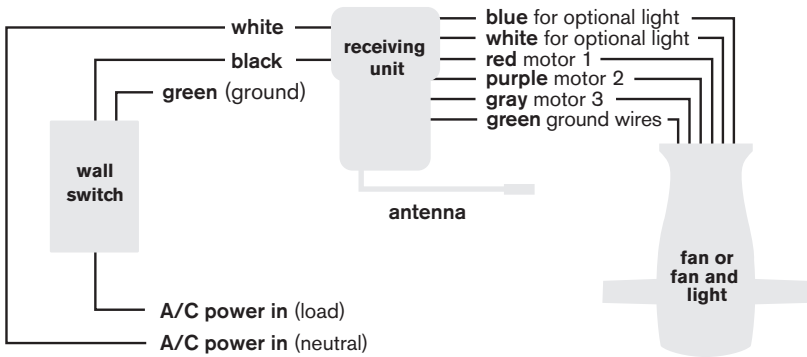 white
black
green (ground)
wall
switch
receiving
unit
antenna
blue for optional light
white for optional light
red motor 1
purple motor 2
gray motor 3
green ground wires
fan or
fan and
light
A/C power in (load)
A/C power in (neutral)